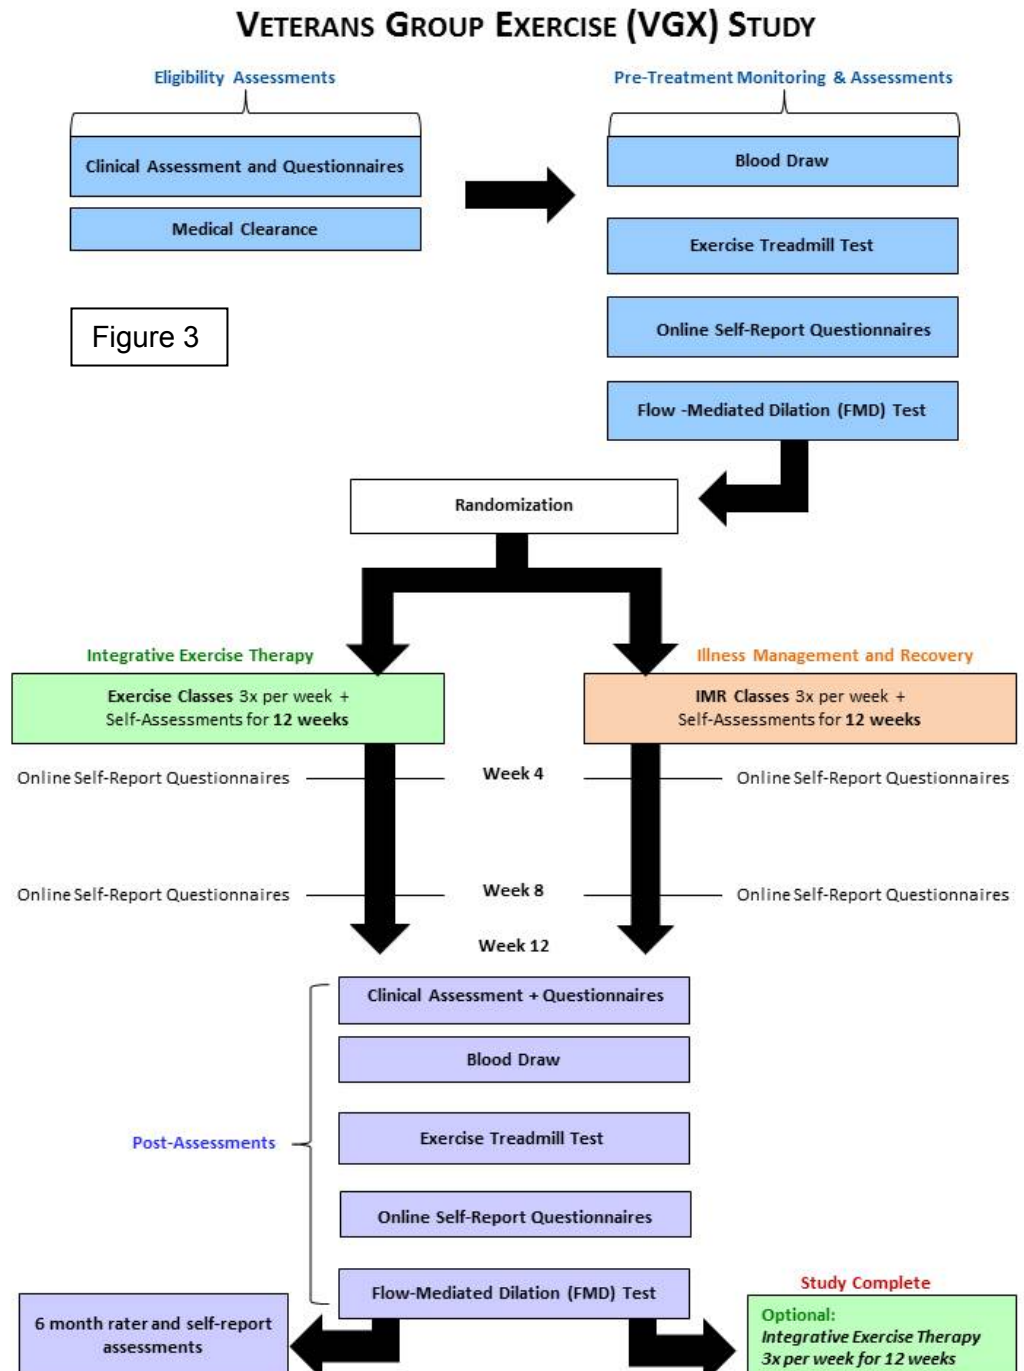 VETERANS GROUP EXERCISE (VGX) STUDY
Eligibility Assessments
Pre-Treatment Monitoring & Assessments
Clinical Assessment and Questionnaires
Medical Clearance
Blood Draw
Exercise Treadmill Test
Online Self-Report Questionnaires
Flow -Mediated Dilation (FMD) Test
Figure 3
Randomization
Integrative Exercise Therapy
Illness Management and Recovery
Exercise Classes 3x per week +
Self-Assessments for 12 weeks
IMR Classes 3x per week +
Self-Assessments for 12 weeks
Online Self-Report Questionnaires
Week 4
Online Self-Report Questionnaires
Online Self-Report Questionnaires
Week 8
Online Self-Report Questionnaires
Week 12
Clinical Assessment + Questionnaires
Blood Draw
Exercise Treadmill Test
Online Self-Report Questionnaires
Flow-Mediated Dilation (FMD) Test
Post-Assessments
6 month rater and self-report
assessments
Study Complete
Optional:
Integrative Exercise Therapy
3x per week for 12 weeks